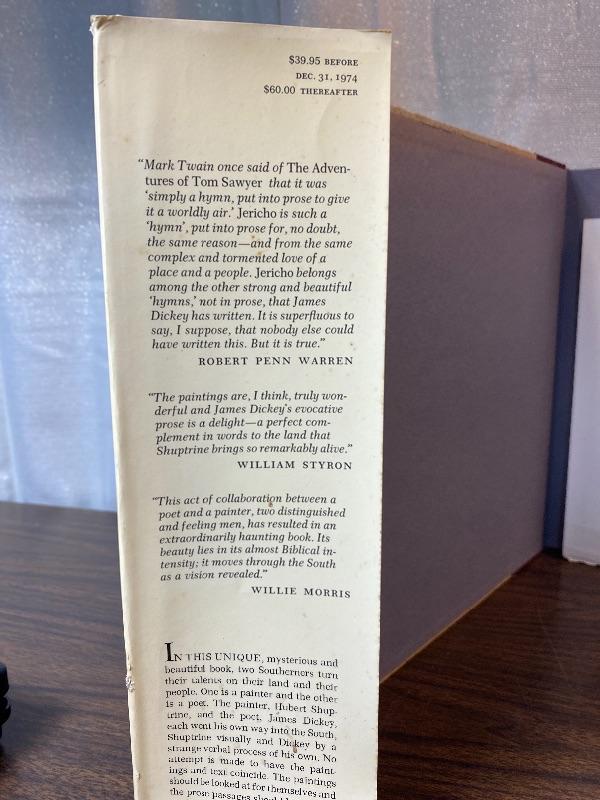 $39.95 BEFORE
DEC. 31, 1974
$60.00 THEREAFTER
“Mark Twain once said of The Adven-
tures of Tom Sawyer that it was
‘simply a hymn, put into prose to give
it a worldly air.’ Jericho is such a
‘hymn’, put into prose for, no doubt,
the same reason—and from the same
complex and tormented love of a
place and a people. Jericho belongs
among the other strong and beautiful
‘hymns,’ not in prose, that James
Dickey has written. It is superfluous to
say, I suppose, that nobody else could
have written this. But it is true.”
ROBERT PENN WARREN
“The paintings are, I think, truly won-
derful and James Dickey’s evocative
prose is a delight—a perfect com-
plement in words to the land that
Shuptrine brings so remarkably alive.”
WILLIAM STYRON
“This act of collaboration between a
poet and a painter, two distinguished
and feeling men, has resulted in an
extraordinarily haunting book. Its
beauty lies in its almost Biblical in-
tensity; it moves through the South
as a vision revealed.”
WILLIE MORRIS
IN THIS UNIQUE, mysterious and
beautiful book, two Southerners turn
their talents on their land and their
people. One is a painter and the other
is a poet. The painter, Hubert Shup-
trine, and the poet, James Dickey,
each went his own way into the South,
Shuptrine visually and Dickey by a
strange verbal process of his own. No
attempt is made to have the paint-
ings and text coincide. The paintings
should be looked at for themselves and
the prose passages